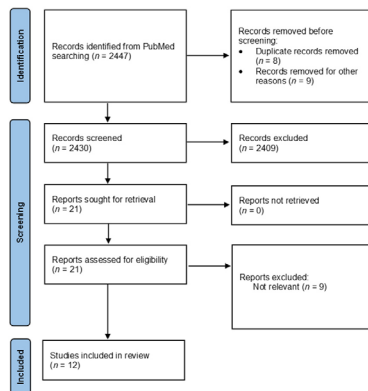 Identification
Records identified from PubMed
searching (n = 2447)
Records removed before
screening:
• Duplicate records removed
(n = 8)
• Records removed for other
reasons (n = 9)
Screening
Records screened
(n = 2430)
Records excluded
(n = 2409)
Reports sought for retrieval
(n = 21)
Reports not retrieved
(n = 0)
Reports assessed for eligibility
(n = 21)
Reports excluded:
Not relevant (n = 9)
Included
Studies included in review
(n = 12)